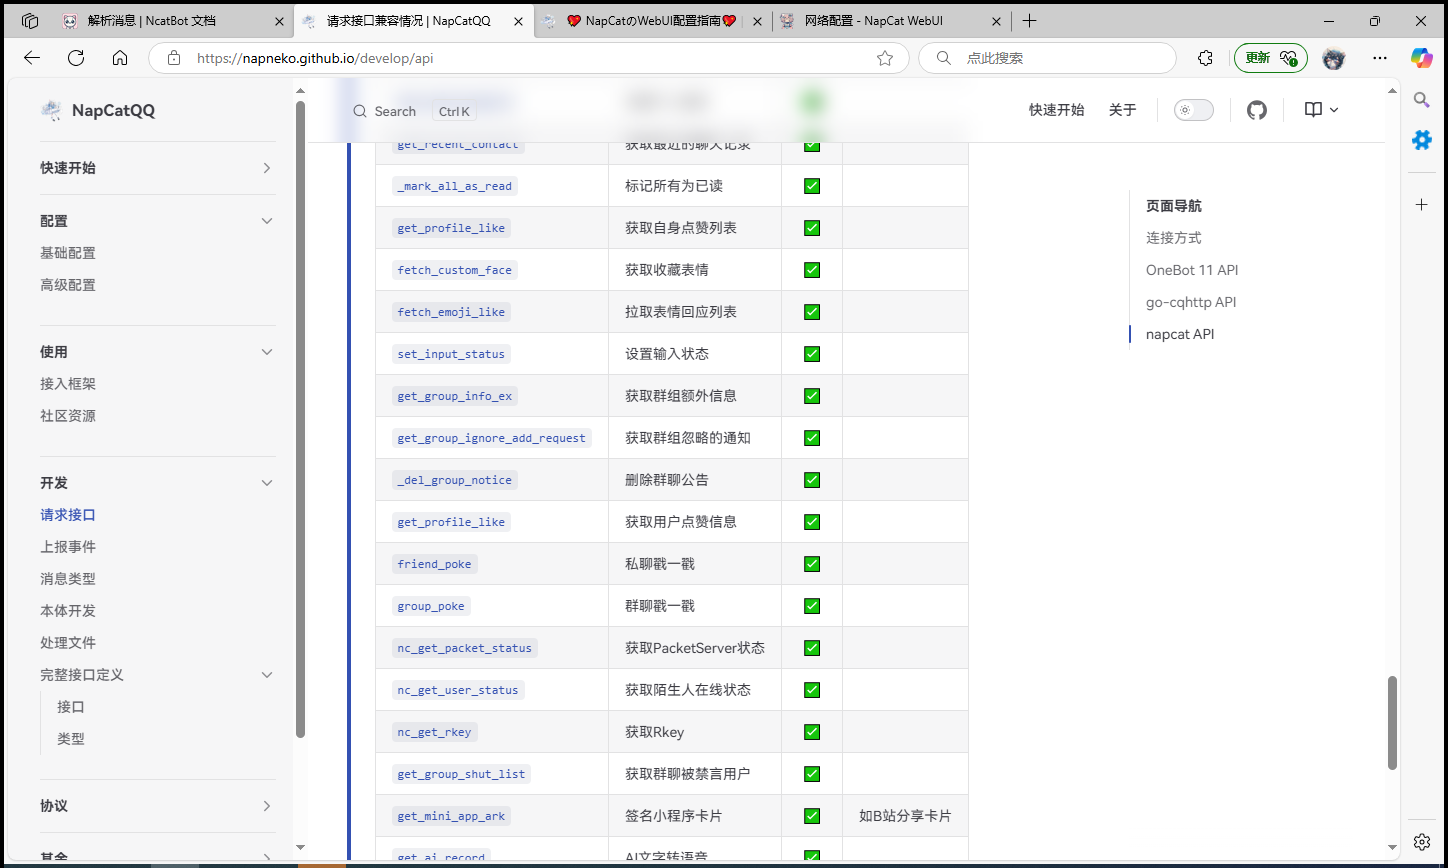 解析消息 | NcatBot 文档
请求接口兼容情况 | NapCatQQ
NapCatのWebUI配置指南
网络配置 - NapCat WebUI
https://napneko.github.io/develop/api
点此搜索
更新
NapCatQQ
快速开始
配置
基础配置
高级配置
使用
接入框架
社区资源
开发
请求接口
上报事件
消息类型
本体开发
处理文件
完整接口定义
接口
类型
协议
基金
Search Ctrl K
快速开始 关于
get_recent_contact 获取最近的聊天记录
_mark_all_as_read 标记所有为已读
get_profile_like 获取自身点赞列表
fetch_custom_face 获取收藏表情
fetch_emoji_like 拉取表情回应列表
set_input_status 设置输入状态
get_group_info_ex 获取群组额外信息
get_group_ignore_add_request 获取群组忽略的通知
_del_group_notice 删除群聊公告
get_profile_like 获取用户点赞信息
friend_poke 私聊戳一戳
group_poke 群聊戳一戳
nc_get_packet_status 获取PacketServer状态
nc_get_user_status 获取陌生人在线状态
nc_get_rkey 获取Rkey
get_group_shut_list 获取群聊被禁言用户
get_mini_app_ark 签名小程序卡片 如B站分享卡片
get_ai_record AI文字转语音
页面导航
连接方式
OneBot 11 API
go-cqhttp API
napcat API